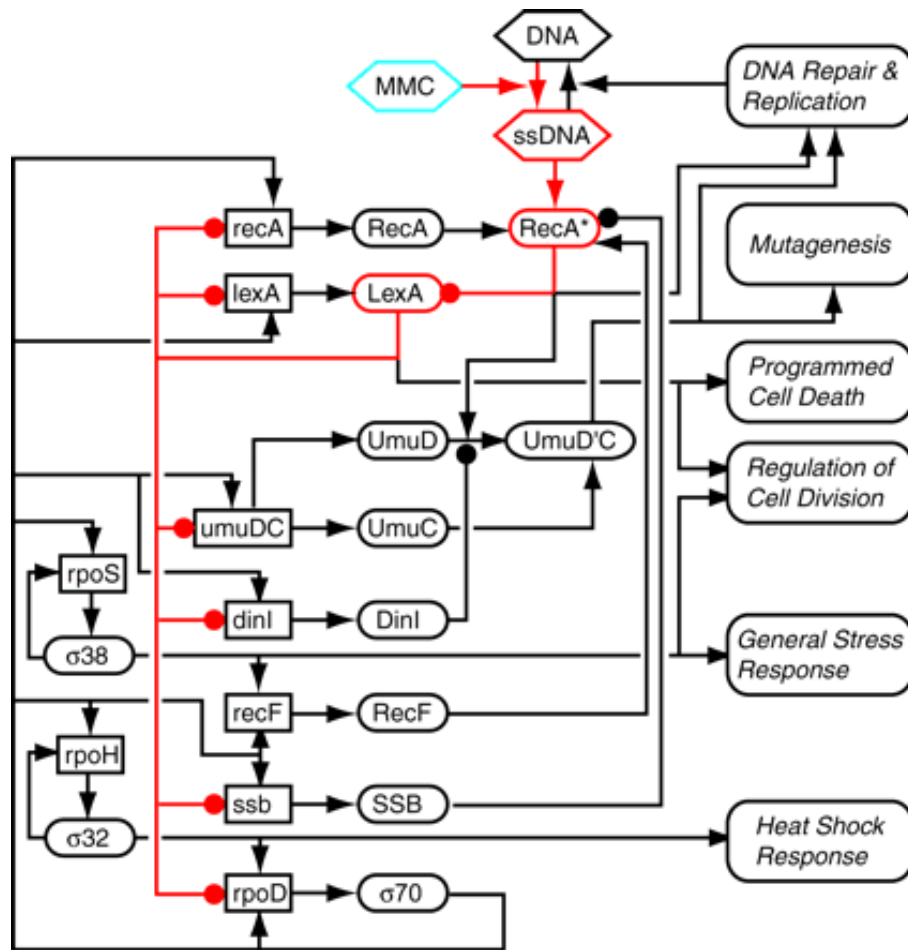 DNA
MMC
DNA Repair &
Replication
ssDNA
recA
RecA
RecA*
Mutagenesis
lexA
LexA
Programmed
Cell Death
UmuD
UmuD'C
Regulation of
Cell Division
umuDC
UmuC
rpoS
dinI
DinI
σ38
General Stress
Response
recF
RecF
rpoH
ssb
SSB
σ32
Heat Shock
Response
rpoD
σ70